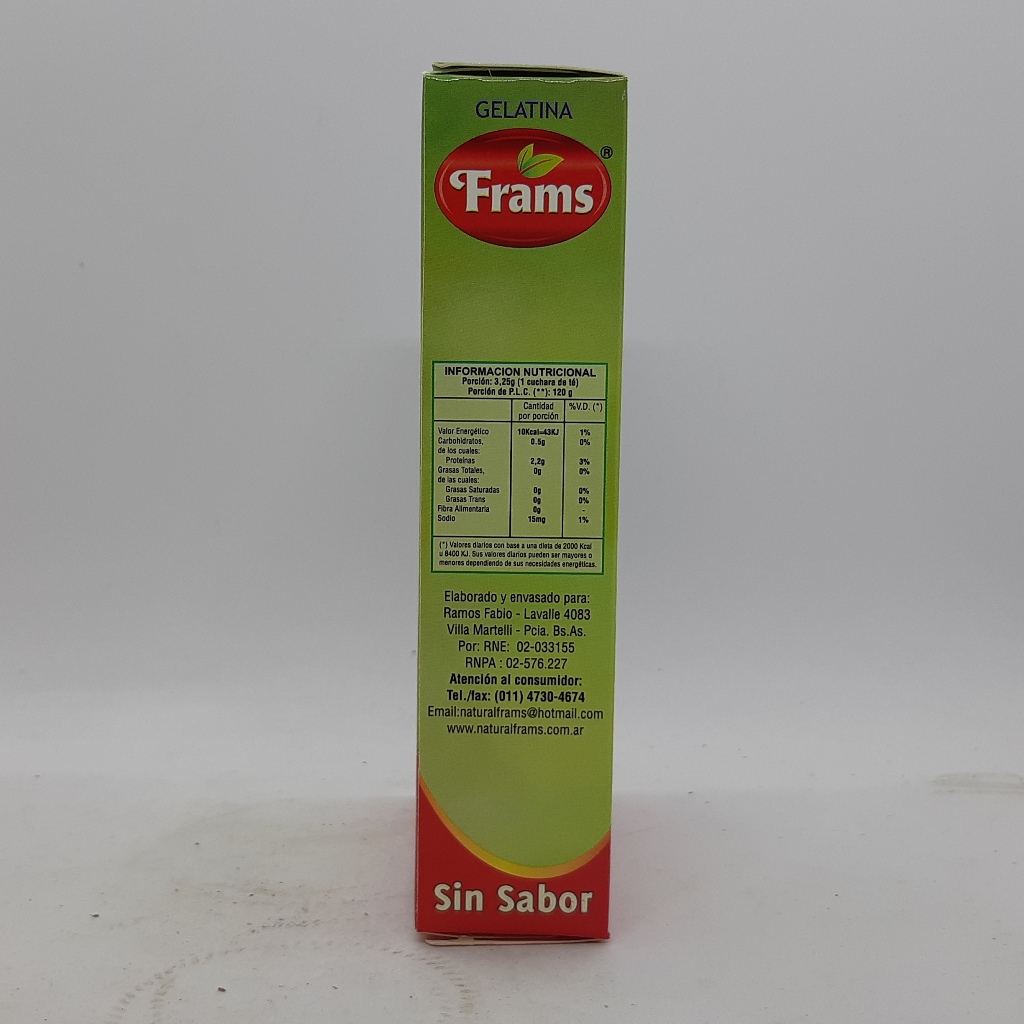 GELATINA
Frams ®
INFORMACION NUTRICIONAL
Porción: 3,25g (1 cuchara de té)
Porción de P.L.C. (**): 120 g
Cantidad por porción %V.D. (*)
Valor Energético 10Kcal=43KJ 1%
Carbohidratos, 0.5g 0%
de los cuales:
Proteínas 2,2g 3%
Grasas Totales, 0g 0%
de las cuales:
Grasas Saturadas 0g 0%
Grasas Trans 0g 0%
Fibra Alimentaria 0g -
Sodio 15mg 1%
(*) Valores diarios con base a una dieta de 2000 Kcal
u 8400 KJ. Sus valores diarios pueden ser mayores o
menores dependiendo de sus necesidades energéticas.
Elaborado y envasado para:
Ramos Fabio - Lavalle 4083
Villa Martelli - Pcia. Bs.As.
Por: RNE: 02-033155
RNPA : 02-576.227
Atención al consumidor:
Tel./fax: (011) 4730-4674
Email:naturalframs@hotmail.com
www.naturalframs.com.ar
Sin Sabor